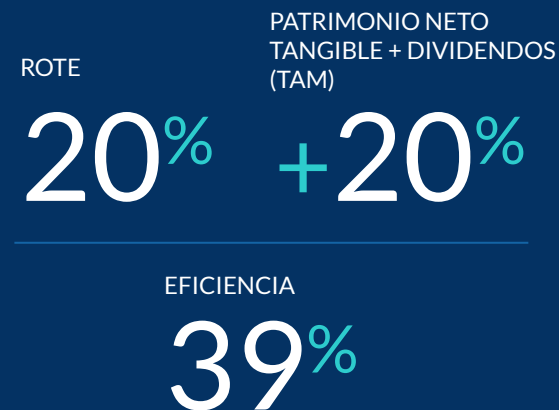 ROTE
20%
PATRIMONIO NETO
TANGIBLE + DIVIDENDOS
(TAM)
+20%
EFICIENCIA
39%